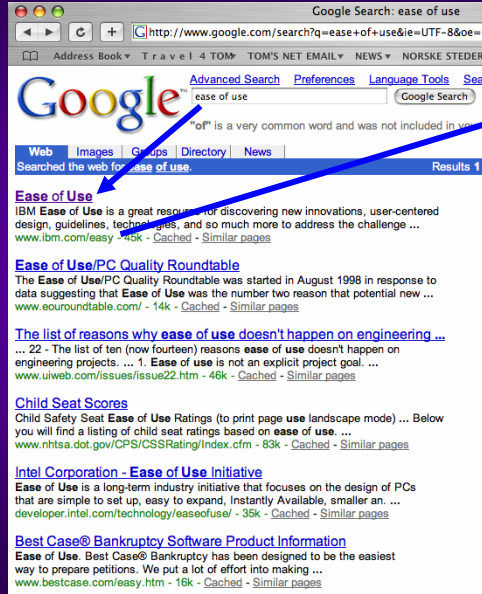 Google Search: ease of use
http://www.google.com/search?q=ease+of+use&ie=UTF-8&oe=
Address Book T r a v e l 4 TOM TOM'S NET EMAIL NEWS NORSKE STEDER
Google™
Advanced Search Preferences Language Tools Sea
ease of use Google Search
"of" is a very common word and was not included in your
Web Images Groups Directory News
Searched the web for ease of use. Results 1
Ease of Use
IBM Ease of Use is a great resource for discovering new innovations, user-centered
design, guidelines, technologies, and so much more to address the challenge ...
www.ibm.com/easy - 45k - Cached - Similar pages
Ease of Use/PC Quality Roundtable
The Ease of Use/PC Quality Roundtable was started in August 1998 in response to
data suggesting that Ease of Use was the number two reason that potential new ...
www.eouroundtable.com/ - 14k - Cached - Similar pages
The list of reasons why ease of use doesn't happen on engineering ...
... 22 - The list of ten (now fourteen) reasons ease of use doesn't happen on
engineering projects. ... 1. Ease of use is not an explicit project goal. ...
www.uiweb.com/issues/issue22.htm - 46k - Cached - Similar pages
Child Seat Scores
Child Safety Seat Ease of Use Ratings (to print page use landscape mode) ... Below
you will find a listing of child seat ratings based on ease of use. ...
www.nhtsa.dot.gov/CPS/CSSRating/Index.cfm - 83k - Cached - Similar pages
Intel Corporation - Ease of Use Initiative
Ease of Use is a long-term industry initiative that focuses on the design of PCs
that are simple to set up, easy to expand, Instantly Available, smaller an. ...
developer.intel.com/technology/easeofuse/ - 35k - Cached - Similar pages
Best Case® Bankruptcy Software Product Information
Ease of Use. Best Case® Bankruptcy has been designed to be the easiest
way to prepare petitions. We put a lot of effort into making ...
www.bestcase.com/easy.htm - 16k - Cached - Similar pages